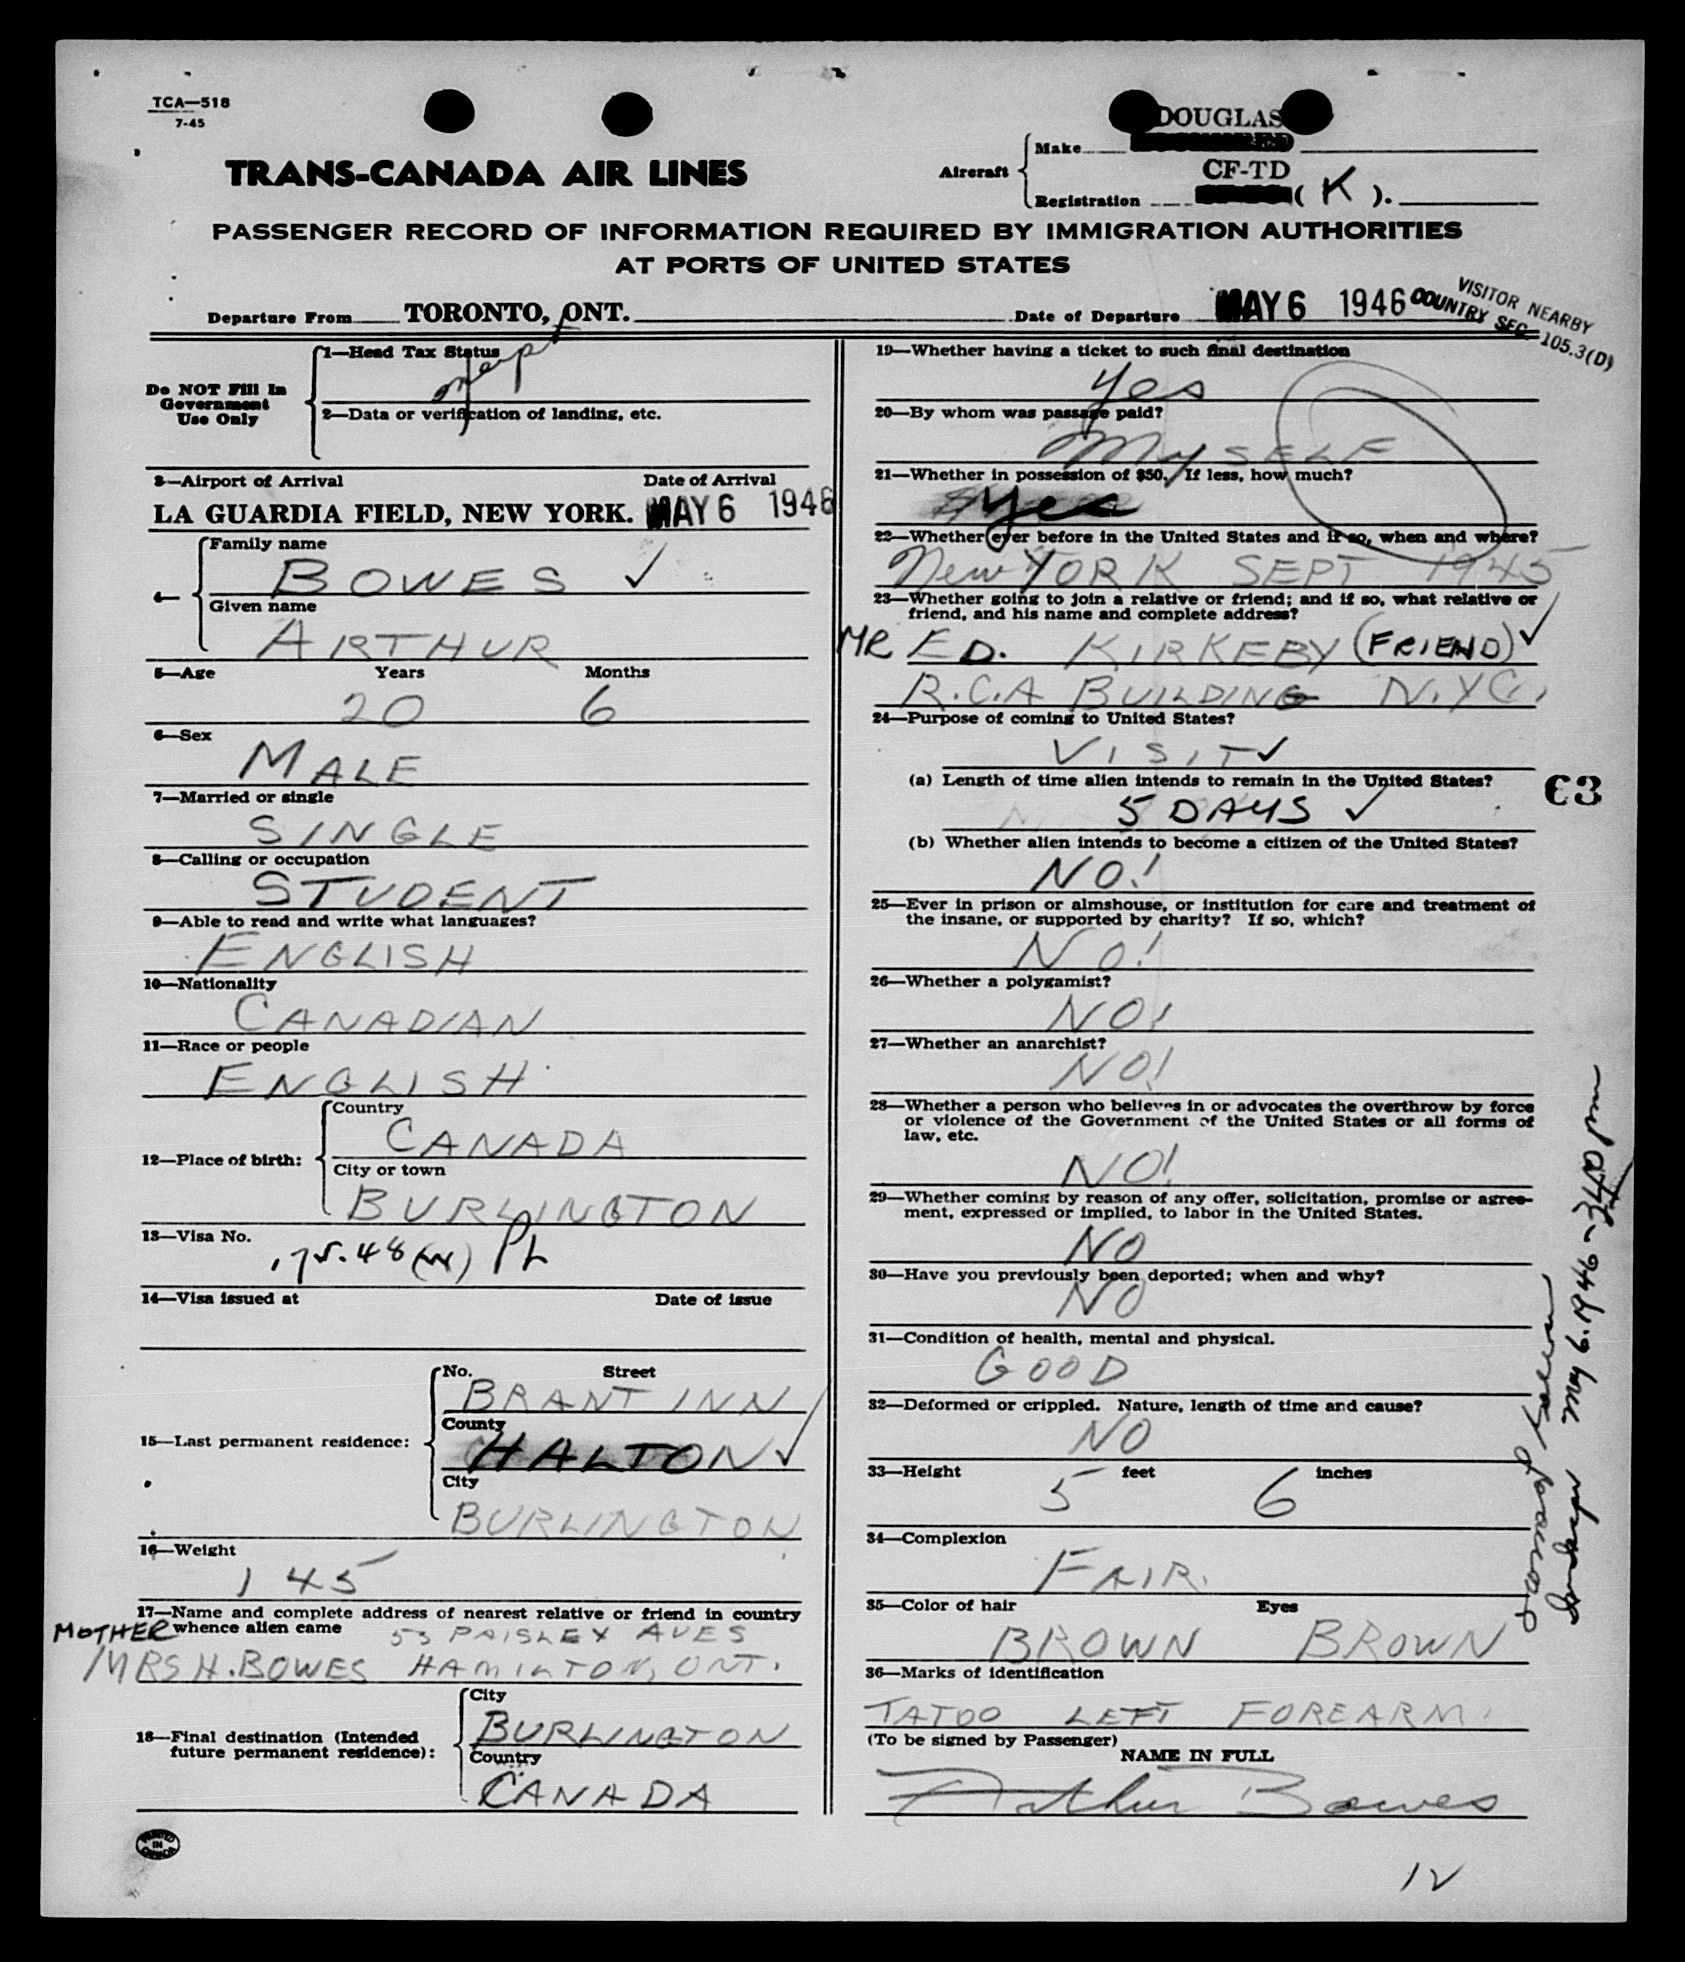 TCA—518
7-45
DOUGLAS
Aircraft
Make
CF-TD
Registration (K).
TRANS-CANADA AIR LINES
PASSENGER RECORD OF INFORMATION REQUIRED BY IMMIGRATION AUTHORITIES
AT PORTS OF UNITED STATES
Departure From TORONTO, ONT.
Date of Departure MAY 6 1946
VISITOR NEARBY
COUNTRY SEC. 105.3(D)
Do NOT Fill In
Government
Use Only
1—Head Tax Status
2—Data or verification of landing, etc.
3—Airport of Arrival Date of Arrival
LA GUARDIA FIELD, NEW YORK. MAY 6 1946
4—
Family name
BOWES ✓
Given name
ARTHUR
5—Age Years Months
20 6
6—Sex
MALE
7—Married or single
SINGLE
8—Calling or occupation
STUDENT
9—Able to read and write what languages?
ENGLISH
10—Nationality
CANADIAN
11—Race or people
ENGLISH
12—Place of birth:
Country
CANADA
City or town
BURLINGTON
13—Visa No.
175.48
14—Visa issued at Date of issue
15—Last permanent residence:
No. Street
BRANT INN
County
HALTON ✓
City
BURLINGTON
16—Weight
145
17—Name and complete address of nearest relative or friend in country
whence alien came 53 PAISLEY AVE S
MOTHER
MRS H. BOWES HAMILTON, ONT.
18—Final destination (Intended
future permanent residence):
City
BURLINGTON
Country
CANADA
PRINTED
IN
CANADA
19—Whether having a ticket to such final destination
Yes
20—By whom was passage paid?
MYSELF
21—Whether in possession of $50. If less, how much?
Yes
22—Whether ever before in the United States and if so, when and where?
New YORK SEPT 1945
23—Whether going to join a relative or friend; and if so, what relative or
friend, and his name and complete address?
MR ED. KIRKEBY (FRIEND) ✓
R.C.A BUILDING N.Y.C.
24—Purpose of coming to United States?
VISIT ✓
(a) Length of time alien intends to remain in the United States?
5 DAYS ✓
(b) Whether alien intends to become a citizen of the United States?
NO!
25—Ever in prison or almshouse, or institution for care and treatment of
the insane, or supported by charity? If so, which?
NO!
26—Whether a polygamist?
NO!
27—Whether an anarchist?
NO!
28—Whether a person who believes in or advocates the overthrow by force
or violence of the Government of the United States or all forms of
law, etc.
NO!
29—Whether coming by reason of any offer, solicitation, promise or agree-
ment, expressed or implied, to labor in the United States.
NO
30—Have you previously been deported; when and why?
NO
31—Condition of health, mental and physical.
GOOD
32—Deformed or crippled. Nature, length of time and cause?
NO
33—Height 5 feet 6 inches
34—Complexion
FAIR.
35—Color of hair Eyes
BROWN BROWN
36—Marks of identification
TATOO LEFT FOREARM.
(To be signed by Passenger)
NAME IN FULL
Arthur Bowes
63
May 6. 1946 - 340 pm
12